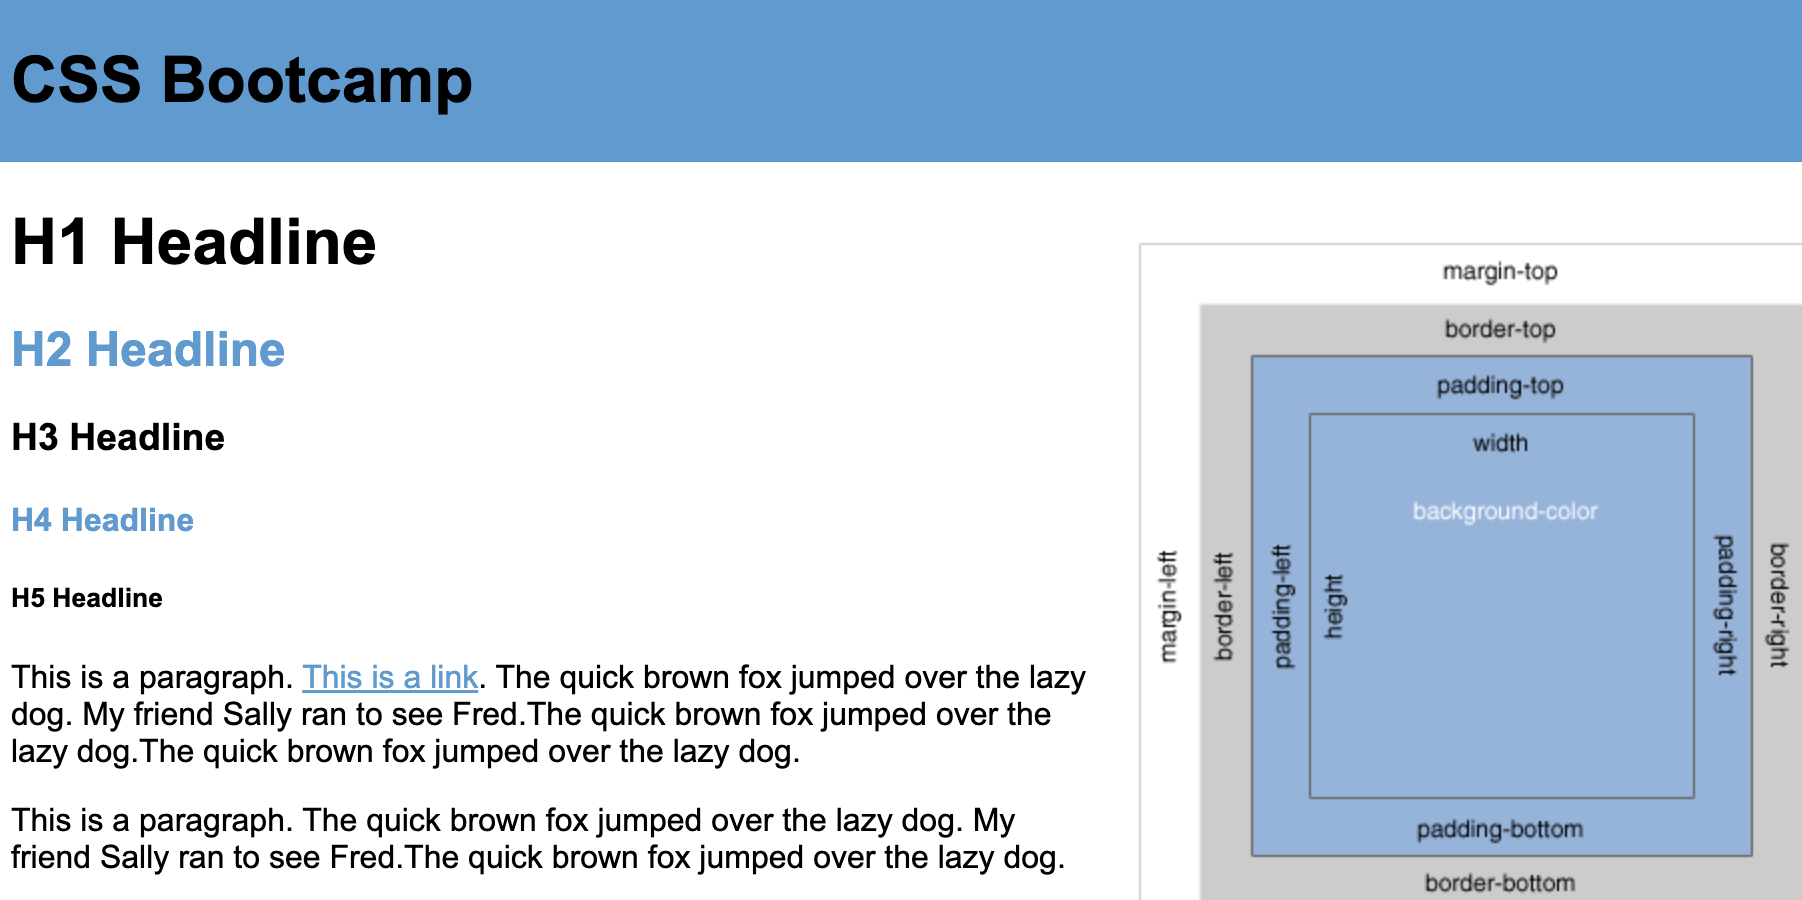 CSS Bootcamp
H1 Headline
H2 Headline
H3 Headline
H4 Headline
H5 Headline
This is a paragraph. This is a link. The quick brown fox jumped over the lazy
dog. My friend Sally ran to see Fred.The quick brown fox jumped over the
lazy dog.The quick brown fox jumped over the lazy dog.
This is a paragraph. The quick brown fox jumped over the lazy dog. My
friend Sally ran to see Fred.The quick brown fox jumped over the lazy dog.
margin-top
border-top
padding-top
width
background-color
margin-left
border-left
padding-left
height
padding-right
border-right
padding-bottom
border-bottom